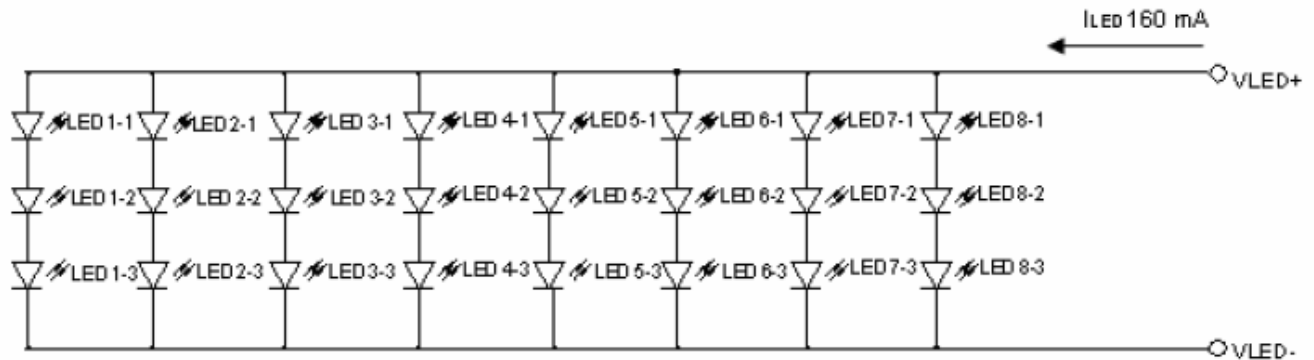 ILED 160 mA
VLED+
LED 1-1 LED 2-1 LED 3-1 LED 4-1 LED 5-1 LED 6-1 LED 7-1 LED 8-1
LED 1-2 LED 2-2 LED 3-2 LED 4-2 LED 5-2 LED 6-2 LED 7-2 LED 8-2
LED 1-3 LED 2-3 LED 3-3 LED 4-3 LED 5-3 LED 6-3 LED 7-3 LED 8-3
VLED-